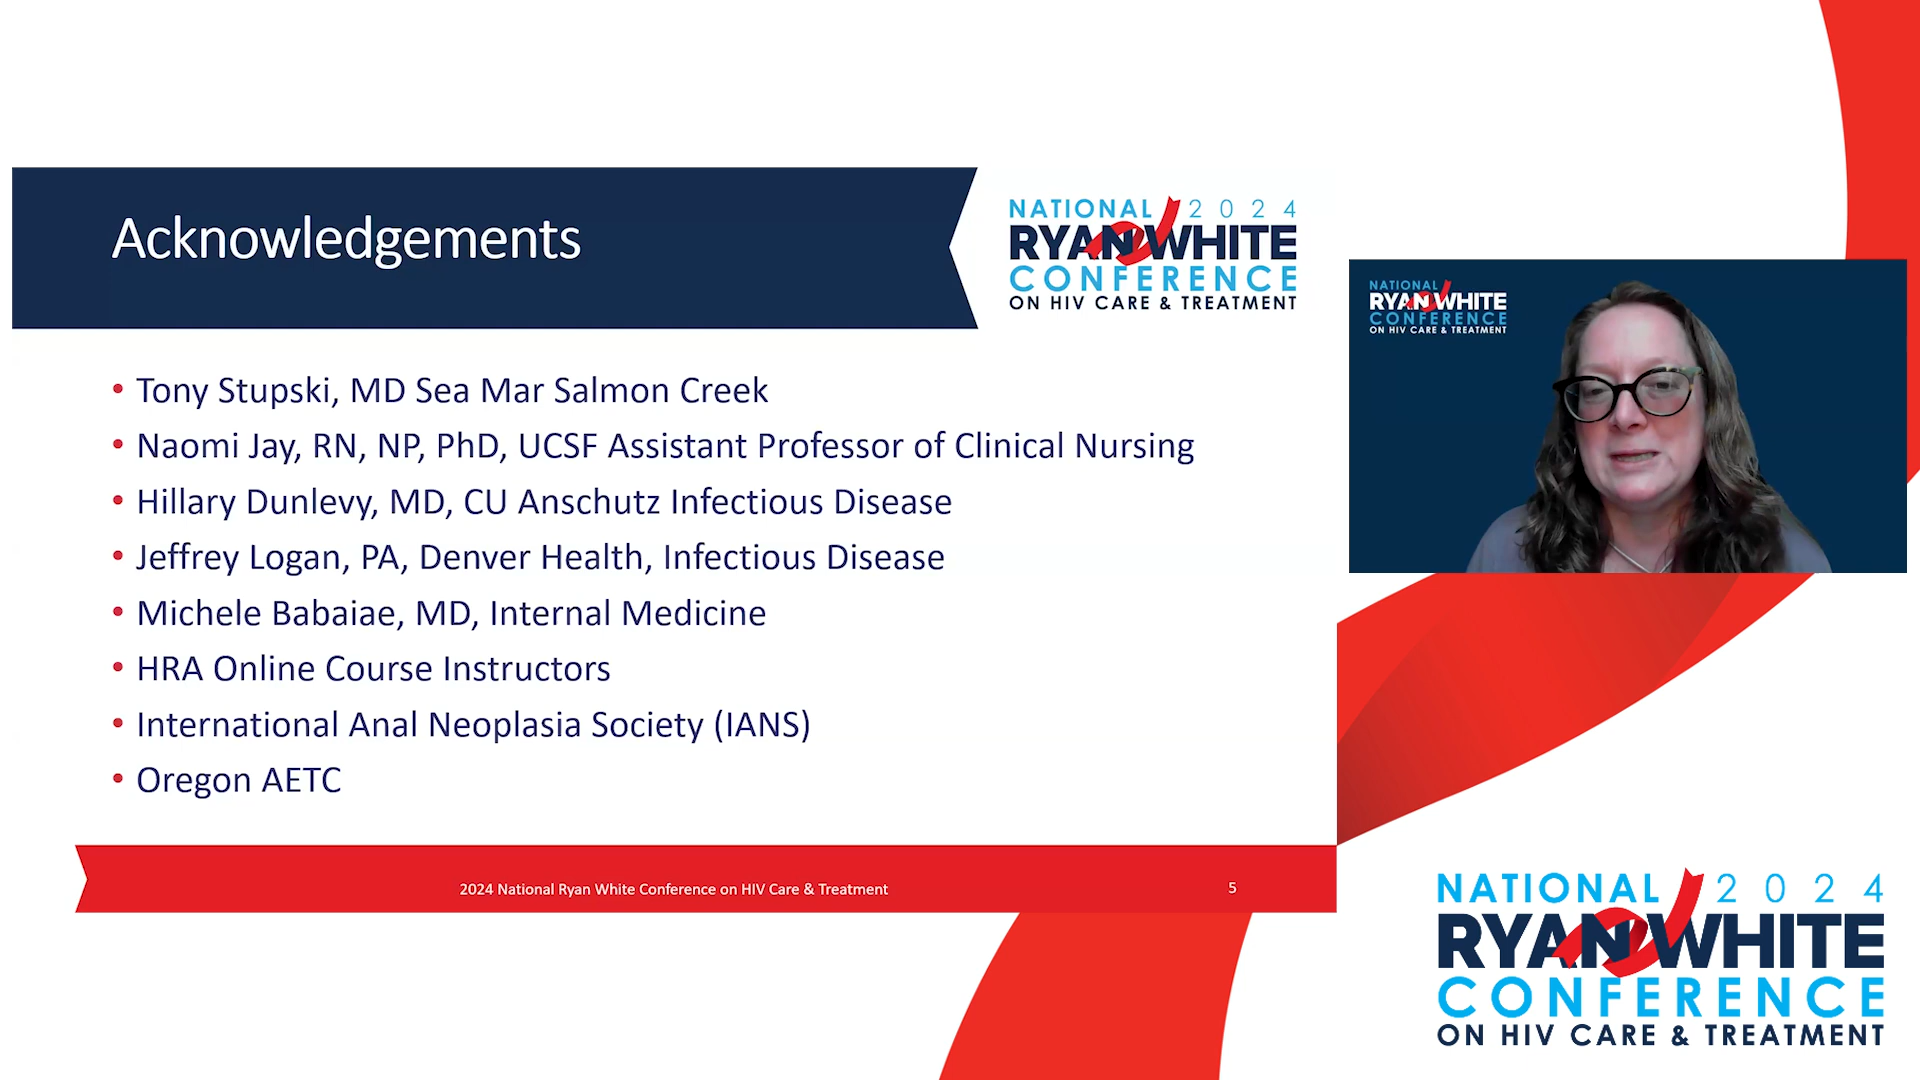 Acknowledgements
NATIONAL 2024
RYAN WHITE
CONFERENCE
ON HIV CARE & TREATMENT
• Tony Stupski, MD Sea Mar Salmon Creek
• Naomi Jay, RN, NP, PhD, UCSF Assistant Professor of Clinical Nursing
• Hillary Dunlevy, MD, CU Anschutz Infectious Disease
• Jeffrey Logan, PA, Denver Health, Infectious Disease
• Michele Babaiae, MD, Internal Medicine
• HRA Online Course Instructors
• International Anal Neoplasia Society (IANS)
• Oregon AETC
2024 National Ryan White Conference on HIV Care & Treatment
5
NATIONAL
RYAN WHITE
CONFERENCE
ON HIV CARE & TREATMENT
NATIONAL 2024
RYAN WHITE
CONFERENCE
ON HIV CARE & TREATMENT